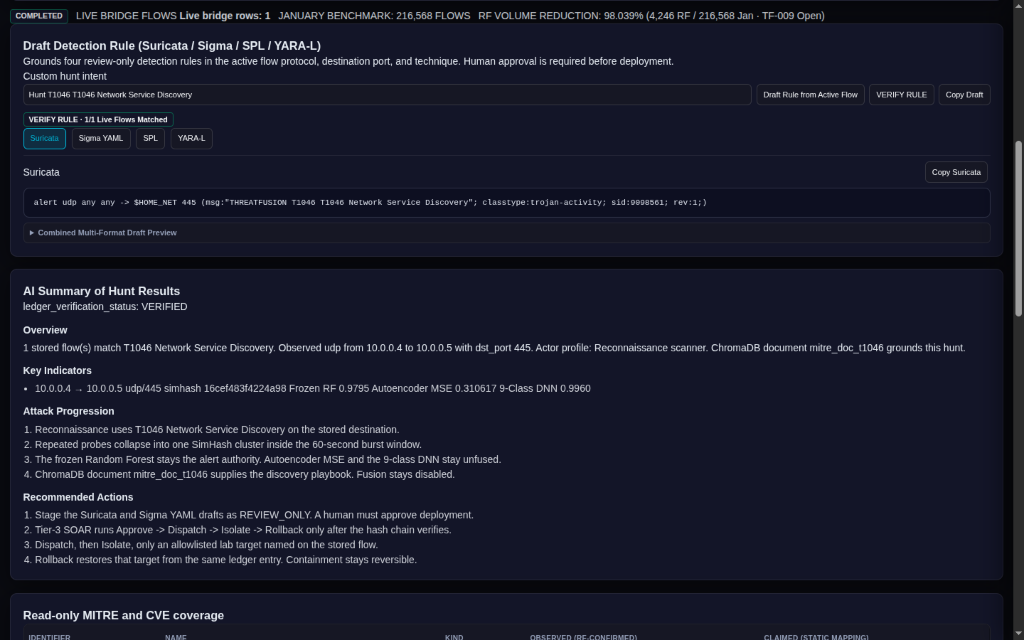 COMPLETED LIVE BRIDGE FLOWS Live bridge rows: 1 JANUARY BENCHMARK: 216,568 FLOWS RF VOLUME REDUCTION: 98.039% (4,246 RF / 216,568 Jan · TF-009 Open)
Draft Detection Rule (Suricata / Sigma / SPL / YARA-L)
Grounds four review-only detection rules in the active flow protocol, destination port, and technique. Human approval is required before deployment.
Custom hunt intent
Hunt T1046 T1046 Network Service Discovery Draft Rule from Active Flow VERIFY RULE Copy Draft
VERIFY RULE · 1/1 Live Flows Matched
Suricata Sigma YAML SPL YARA-L
Suricata Copy Suricata
alert udp any any -> $HOME_NET 445 (msg:"THREATFUSION T1046 T1046 Network Service Discovery"; classtype:trojan-activity; sid:9098561; rev:1;)
▸ Combined Multi-Format Draft Preview
AI Summary of Hunt Results
ledger_verification_status: VERIFIED
Overview
1 stored flow(s) match T1046 Network Service Discovery. Observed udp from 10.0.0.4 to 10.0.0.5 with dst_port 445. Actor profile: Reconnaissance scanner. ChromaDB document mitre_doc_t1046 grounds this hunt.
Key Indicators
• 10.0.0.4 → 10.0.0.5 udp/445 simhash 16cef483f4224a98 Frozen RF 0.9795 Autoencoder MSE 0.310617 9-Class DNN 0.9960
Attack Progression
1. Reconnaissance uses T1046 Network Service Discovery on the stored destination.
2. Repeated probes collapse into one SimHash cluster inside the 60-second burst window.
3. The frozen Random Forest stays the alert authority. Autoencoder MSE and the 9-class DNN stay unfused.
4. ChromaDB document mitre_doc_t1046 supplies the discovery playbook. Fusion stays disabled.
Recommended Actions
1. Stage the Suricata and Sigma YAML drafts as REVIEW_ONLY. A human must approve deployment.
2. Tier-3 SOAR runs Approve -> Dispatch -> Isolate -> Rollback only after the hash chain verifies.
3. Dispatch, then Isolate, only an allowlisted lab target named on the stored flow.
4. Rollback restores that target from the same ledger entry. Containment stays reversible.
Read-only MITRE and CVE coverage
IDENTIFIER NAME KIND OBSERVED (RF-CONFIRMED) CLAIMED (STATIC MAPPING)